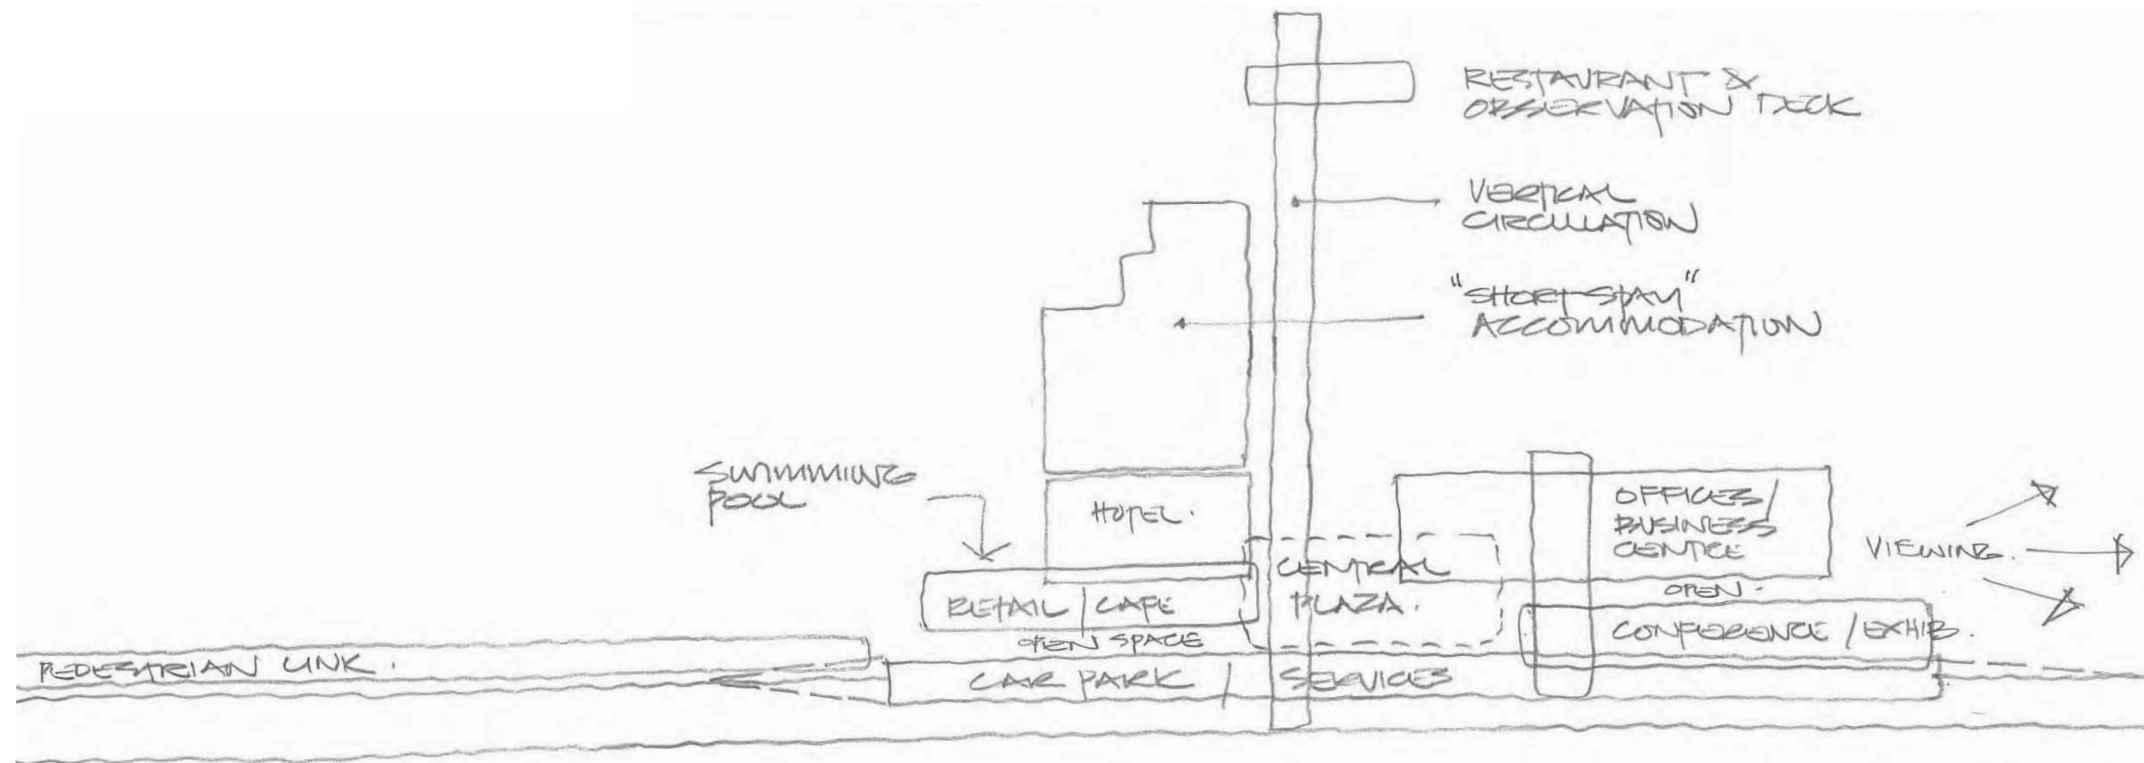 RESTAURANT &
OBSERVATION DECK
VERTICAL
CIRCULATION
"SHORT-STAY"
ACCOMMODATION
SWIMMING
POOL
HOTEL.
OFFICES/
BUSINESS
CENTRE
VIEWING.
CENTRAL
PLAZA.
OPEN.
RETAIL / CAFE
CONFERENCE / EXHIB.
OPEN SPACE
PEDESTRIAN LINK.
CAR PARK / SERVICES